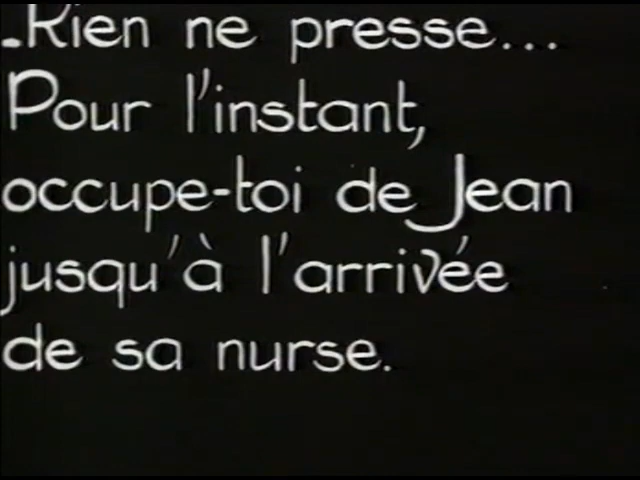 -Rien ne presse...
Pour l'instant,
occupe-toi de Jean
jusqu'à l'arrivée
de sa nurse.